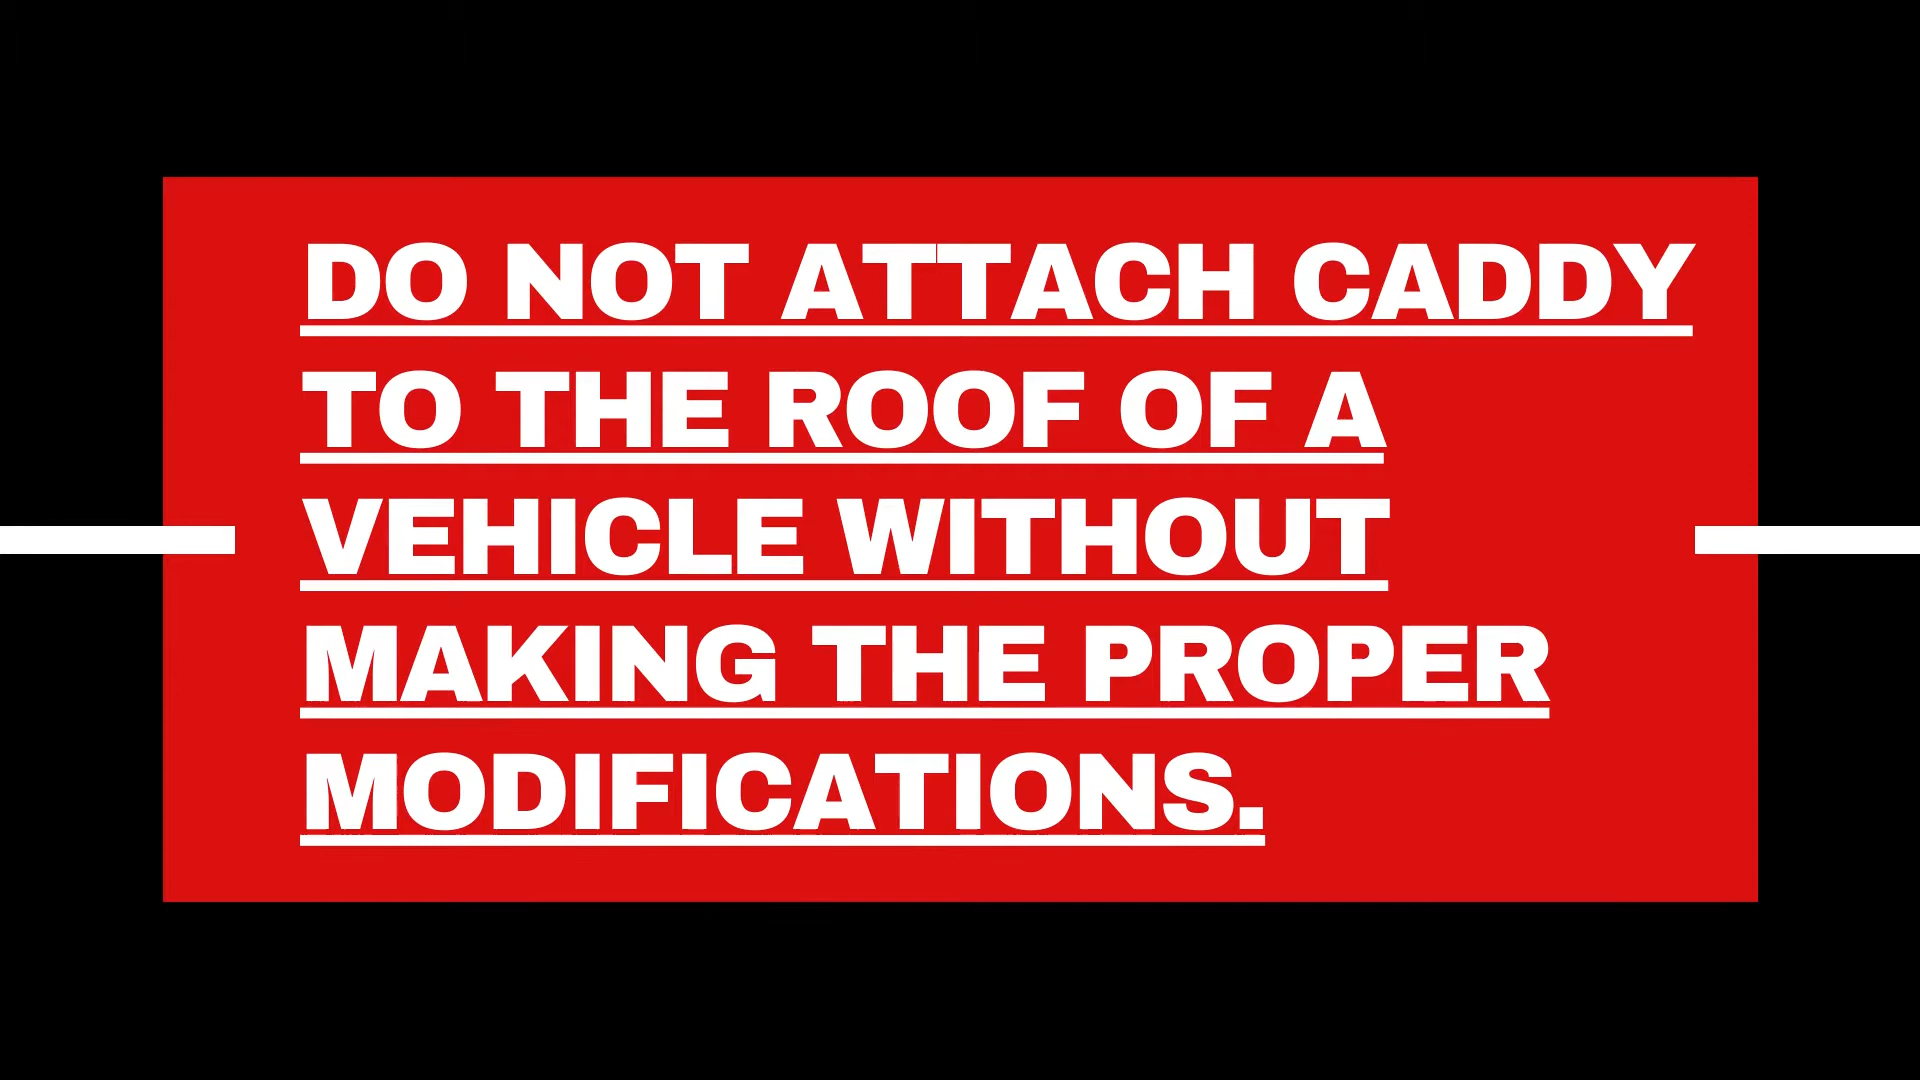 DO NOT ATTACH CADDY
TO THE ROOF OF A
VEHICLE WITHOUT
MAKING THE PROPER
MODIFICATIONS.